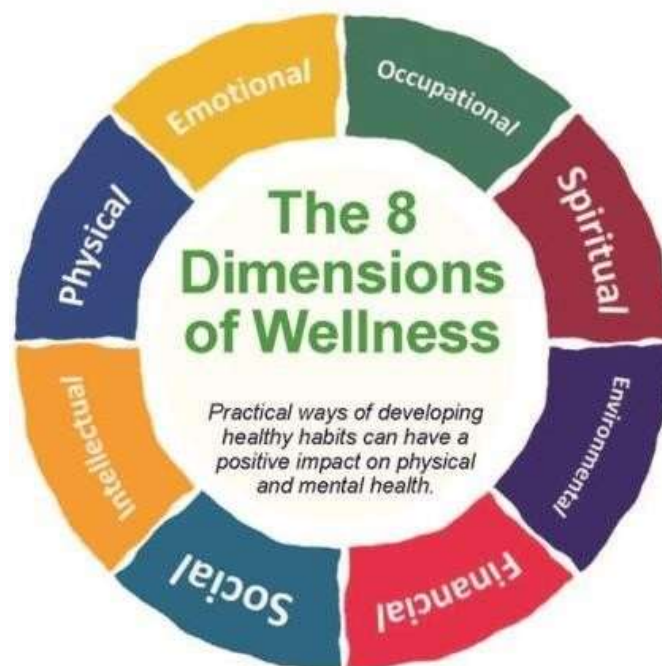 The 8
Dimensions
of Wellness
Practical ways of developing
healthy habits can have a
positive impact on physical
and mental health.
Emotional
Occupational
Spiritual
Environmental
Financial
Social
Intellectual
Physical